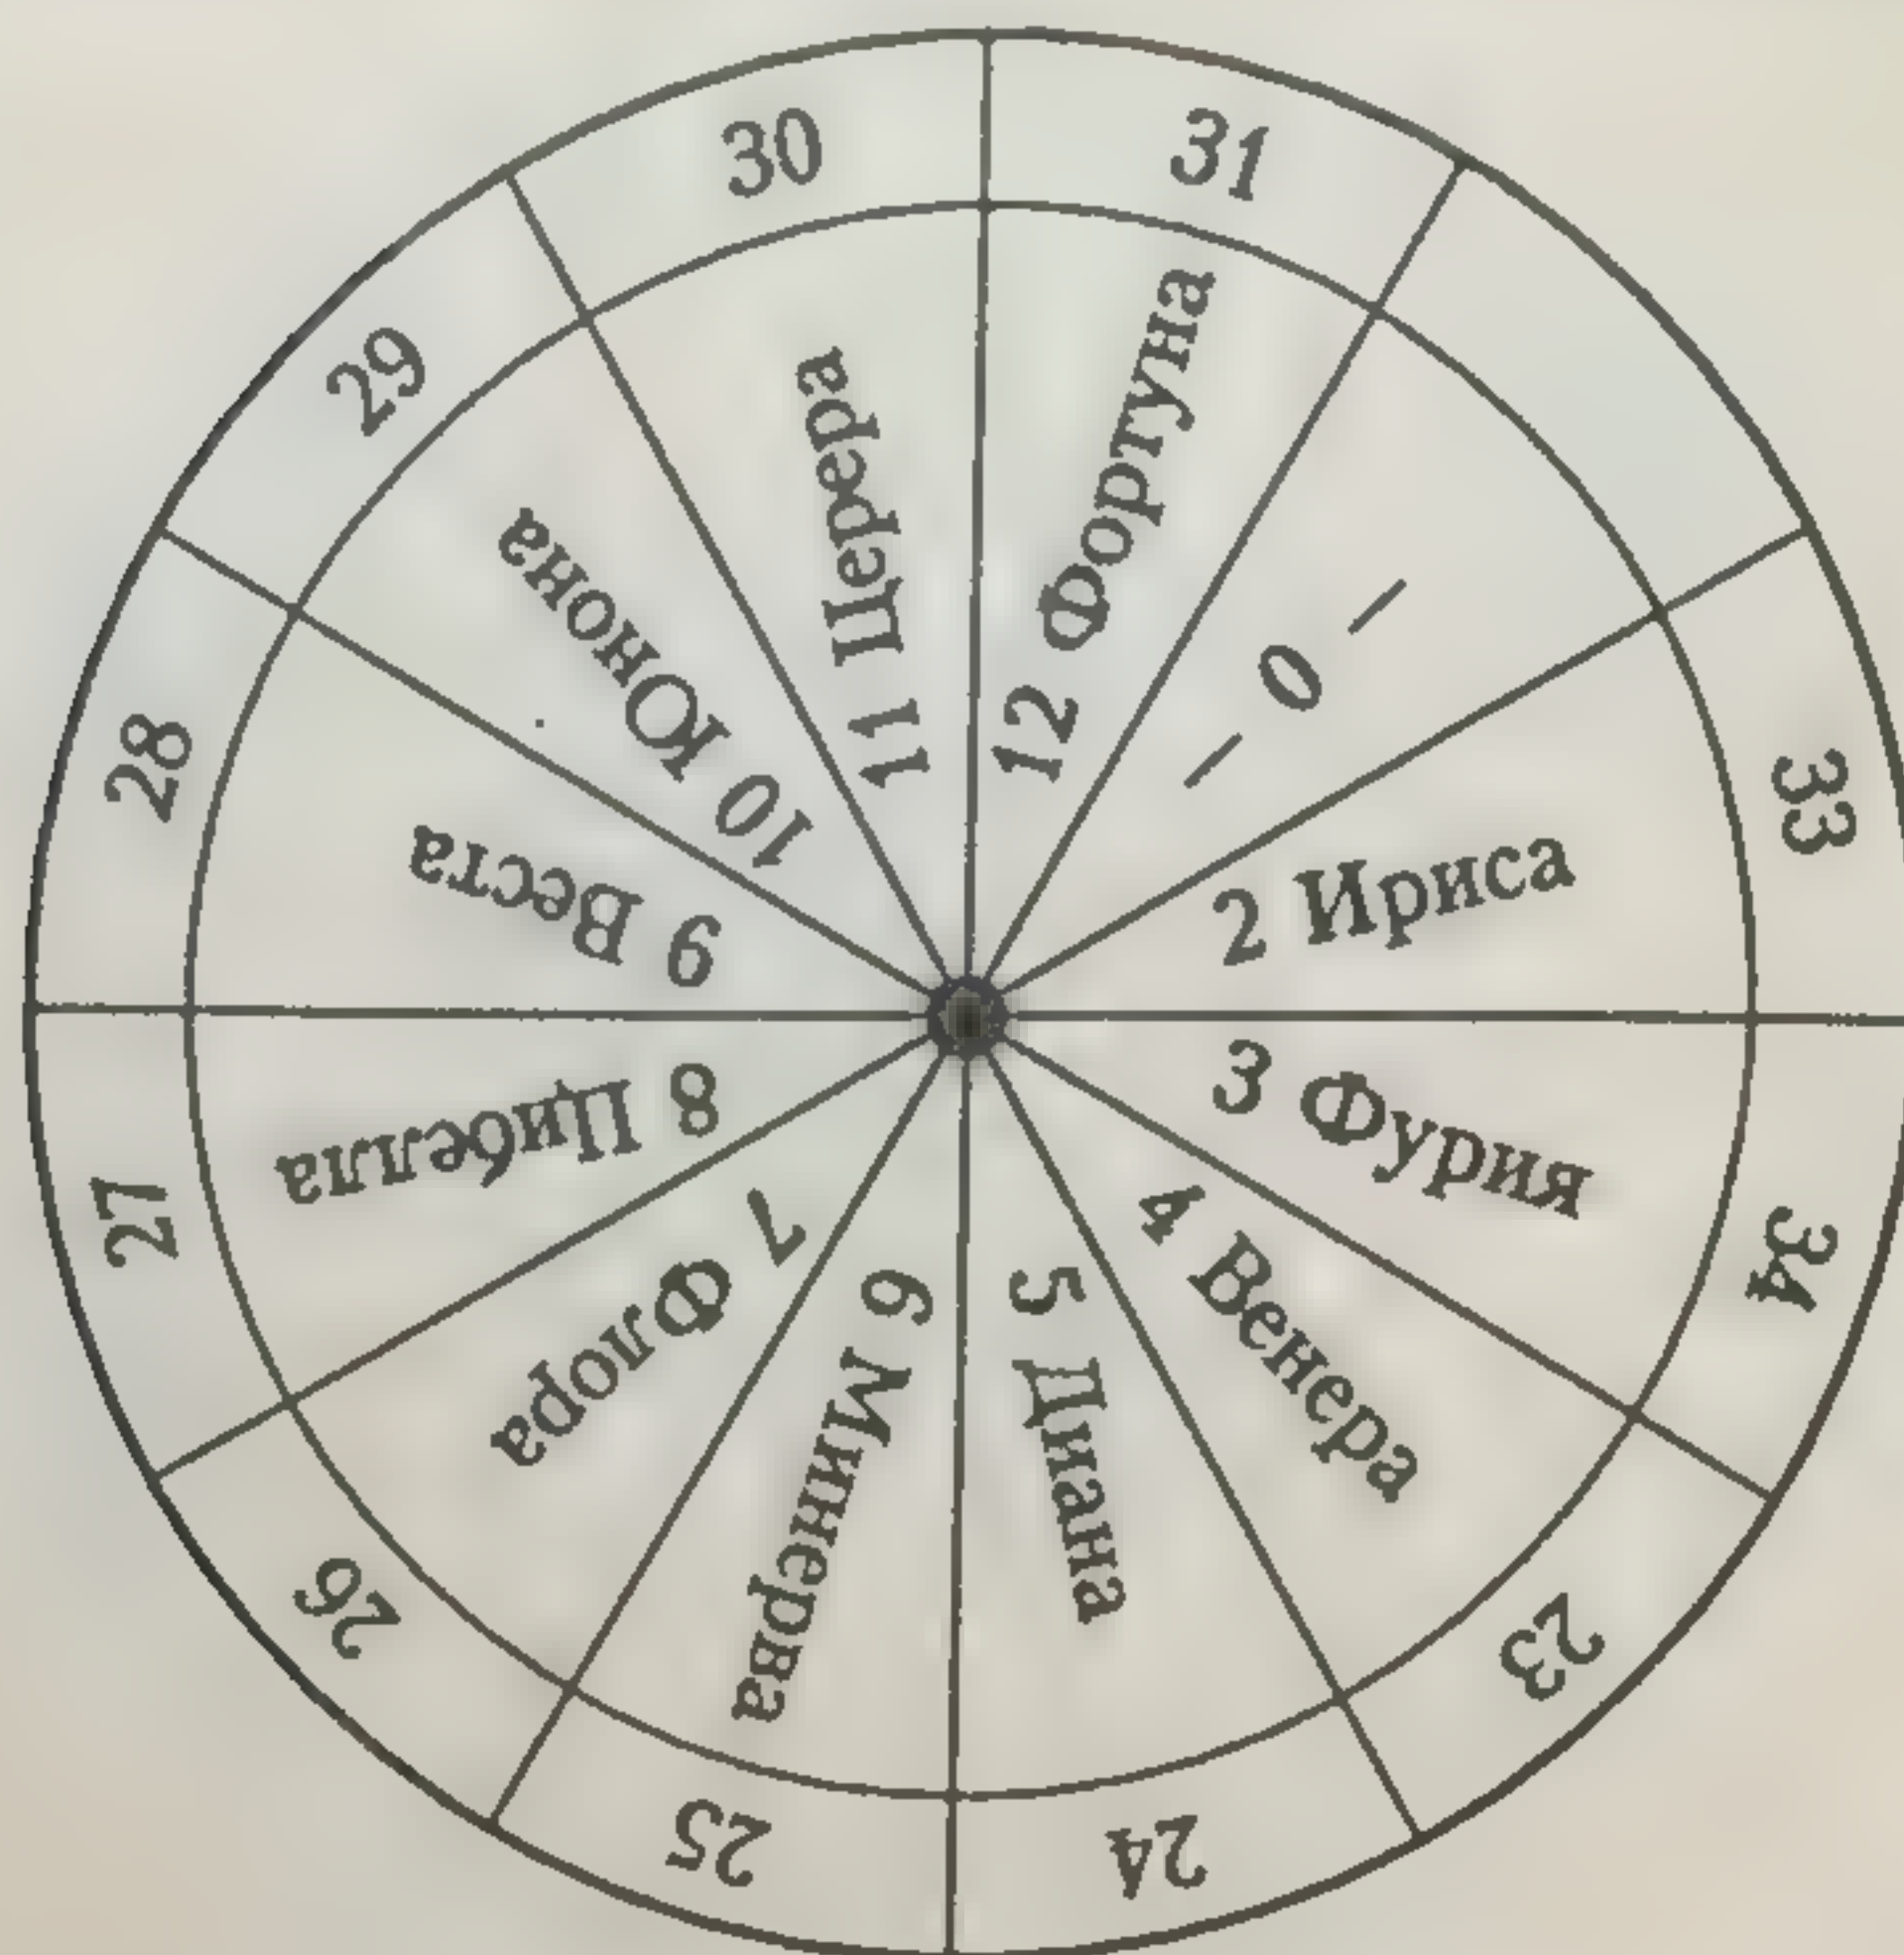 31
33
34
23
24
25
26
27
28
29
30
12 Фортуна
– 0 –
2 Ириса
3 Фурия
4 Венера
5 Диана
6 Минерва
7 Флора
8 Цибелла
9 Веста
10 Юнона
11 Церера